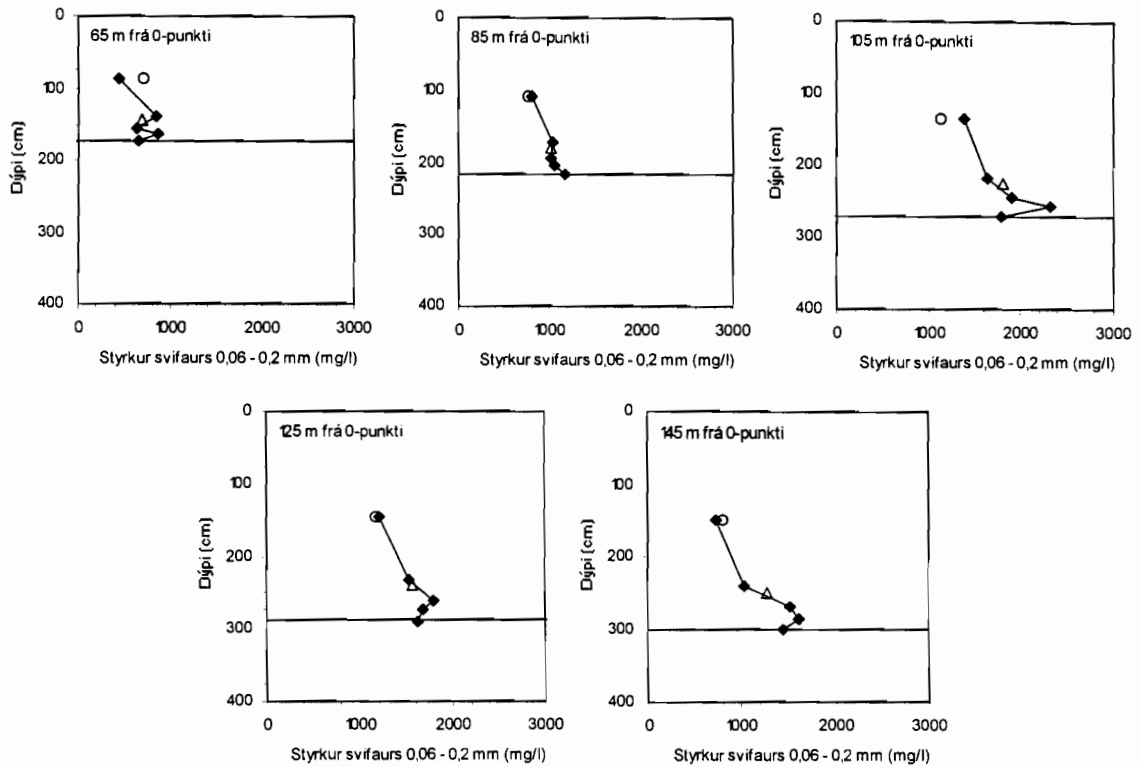 65 m frá 0-punkti
Dýpi (cm)
0
100
200
300
400
0 1000 2000 3000
Styrkur svifaurs 0,06 - 0,2 mm (mg/l)
85 m frá 0-punkti
Dýpi (cm)
0
100
200
300
400
0 1000 2000 3000
Styrkur svifaurs 0,06 - 0,2 mm (mg/l)
105 m frá 0-punkti
Dýpi (cm)
0
100
200
300
400
0 1000 2000 3000
Styrkur svifaurs 0,06 - 0,2 mm (mg/l)
125 m frá 0-punkti
Dýpi (cm)
0
100
200
300
400
0 1000 2000 3000
Styrkur svifaurs 0,06 - 0,2 mm (mg/l)
145 m frá 0-punkti
Dýpi (cm)
0
100
200
300
400
0 1000 2000 3000
Styrkur svifaurs 0,06 - 0,2 mm (mg/l)